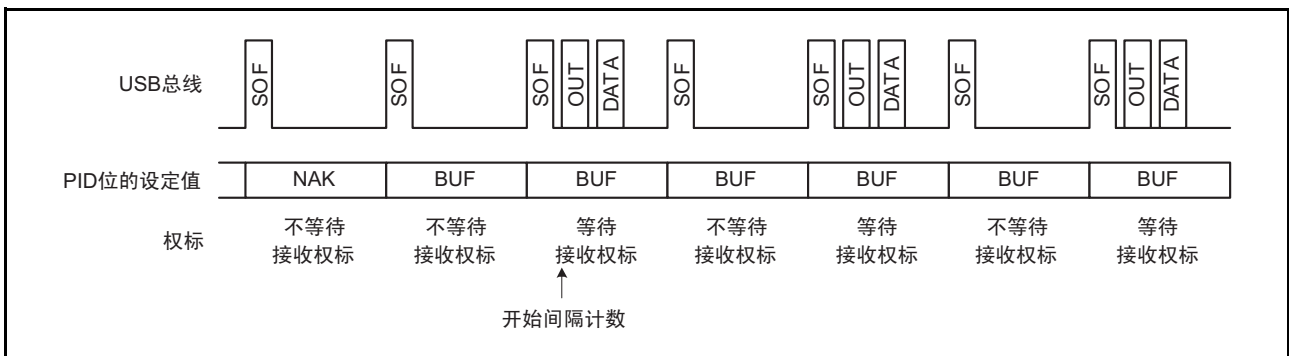 USB总线 SOF SOF SOF OUT DATA SOF SOF OUT DATA SOF SOF OUT DATA
PID位的设定值 NAK BUF BUF BUF BUF BUF BUF
权标 不等待 不等待 等待 不等待 等待 不等待 等待
接收权标 接收权标 接收权标 接收权标 接收权标 接收权标 接收权标
开始间隔计数